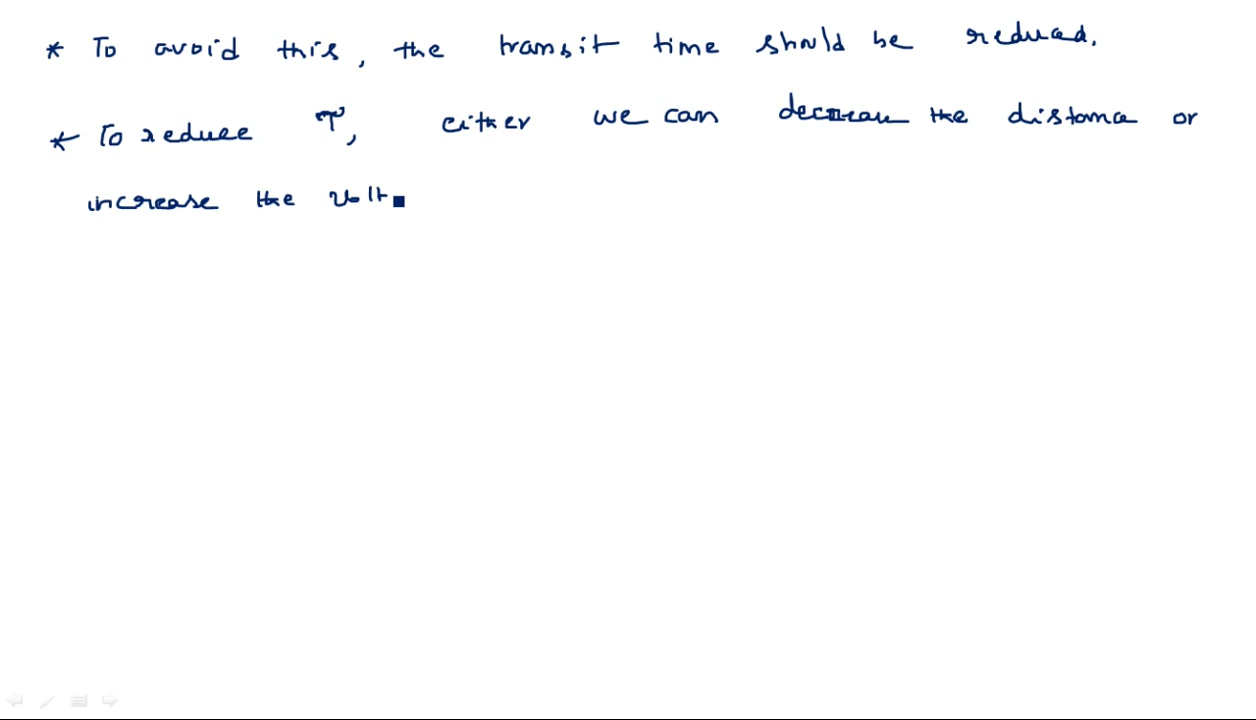 * To avoid this, the transit time should be reduced.
* To reduce τ, either we can decrease the distance or
increase the volt